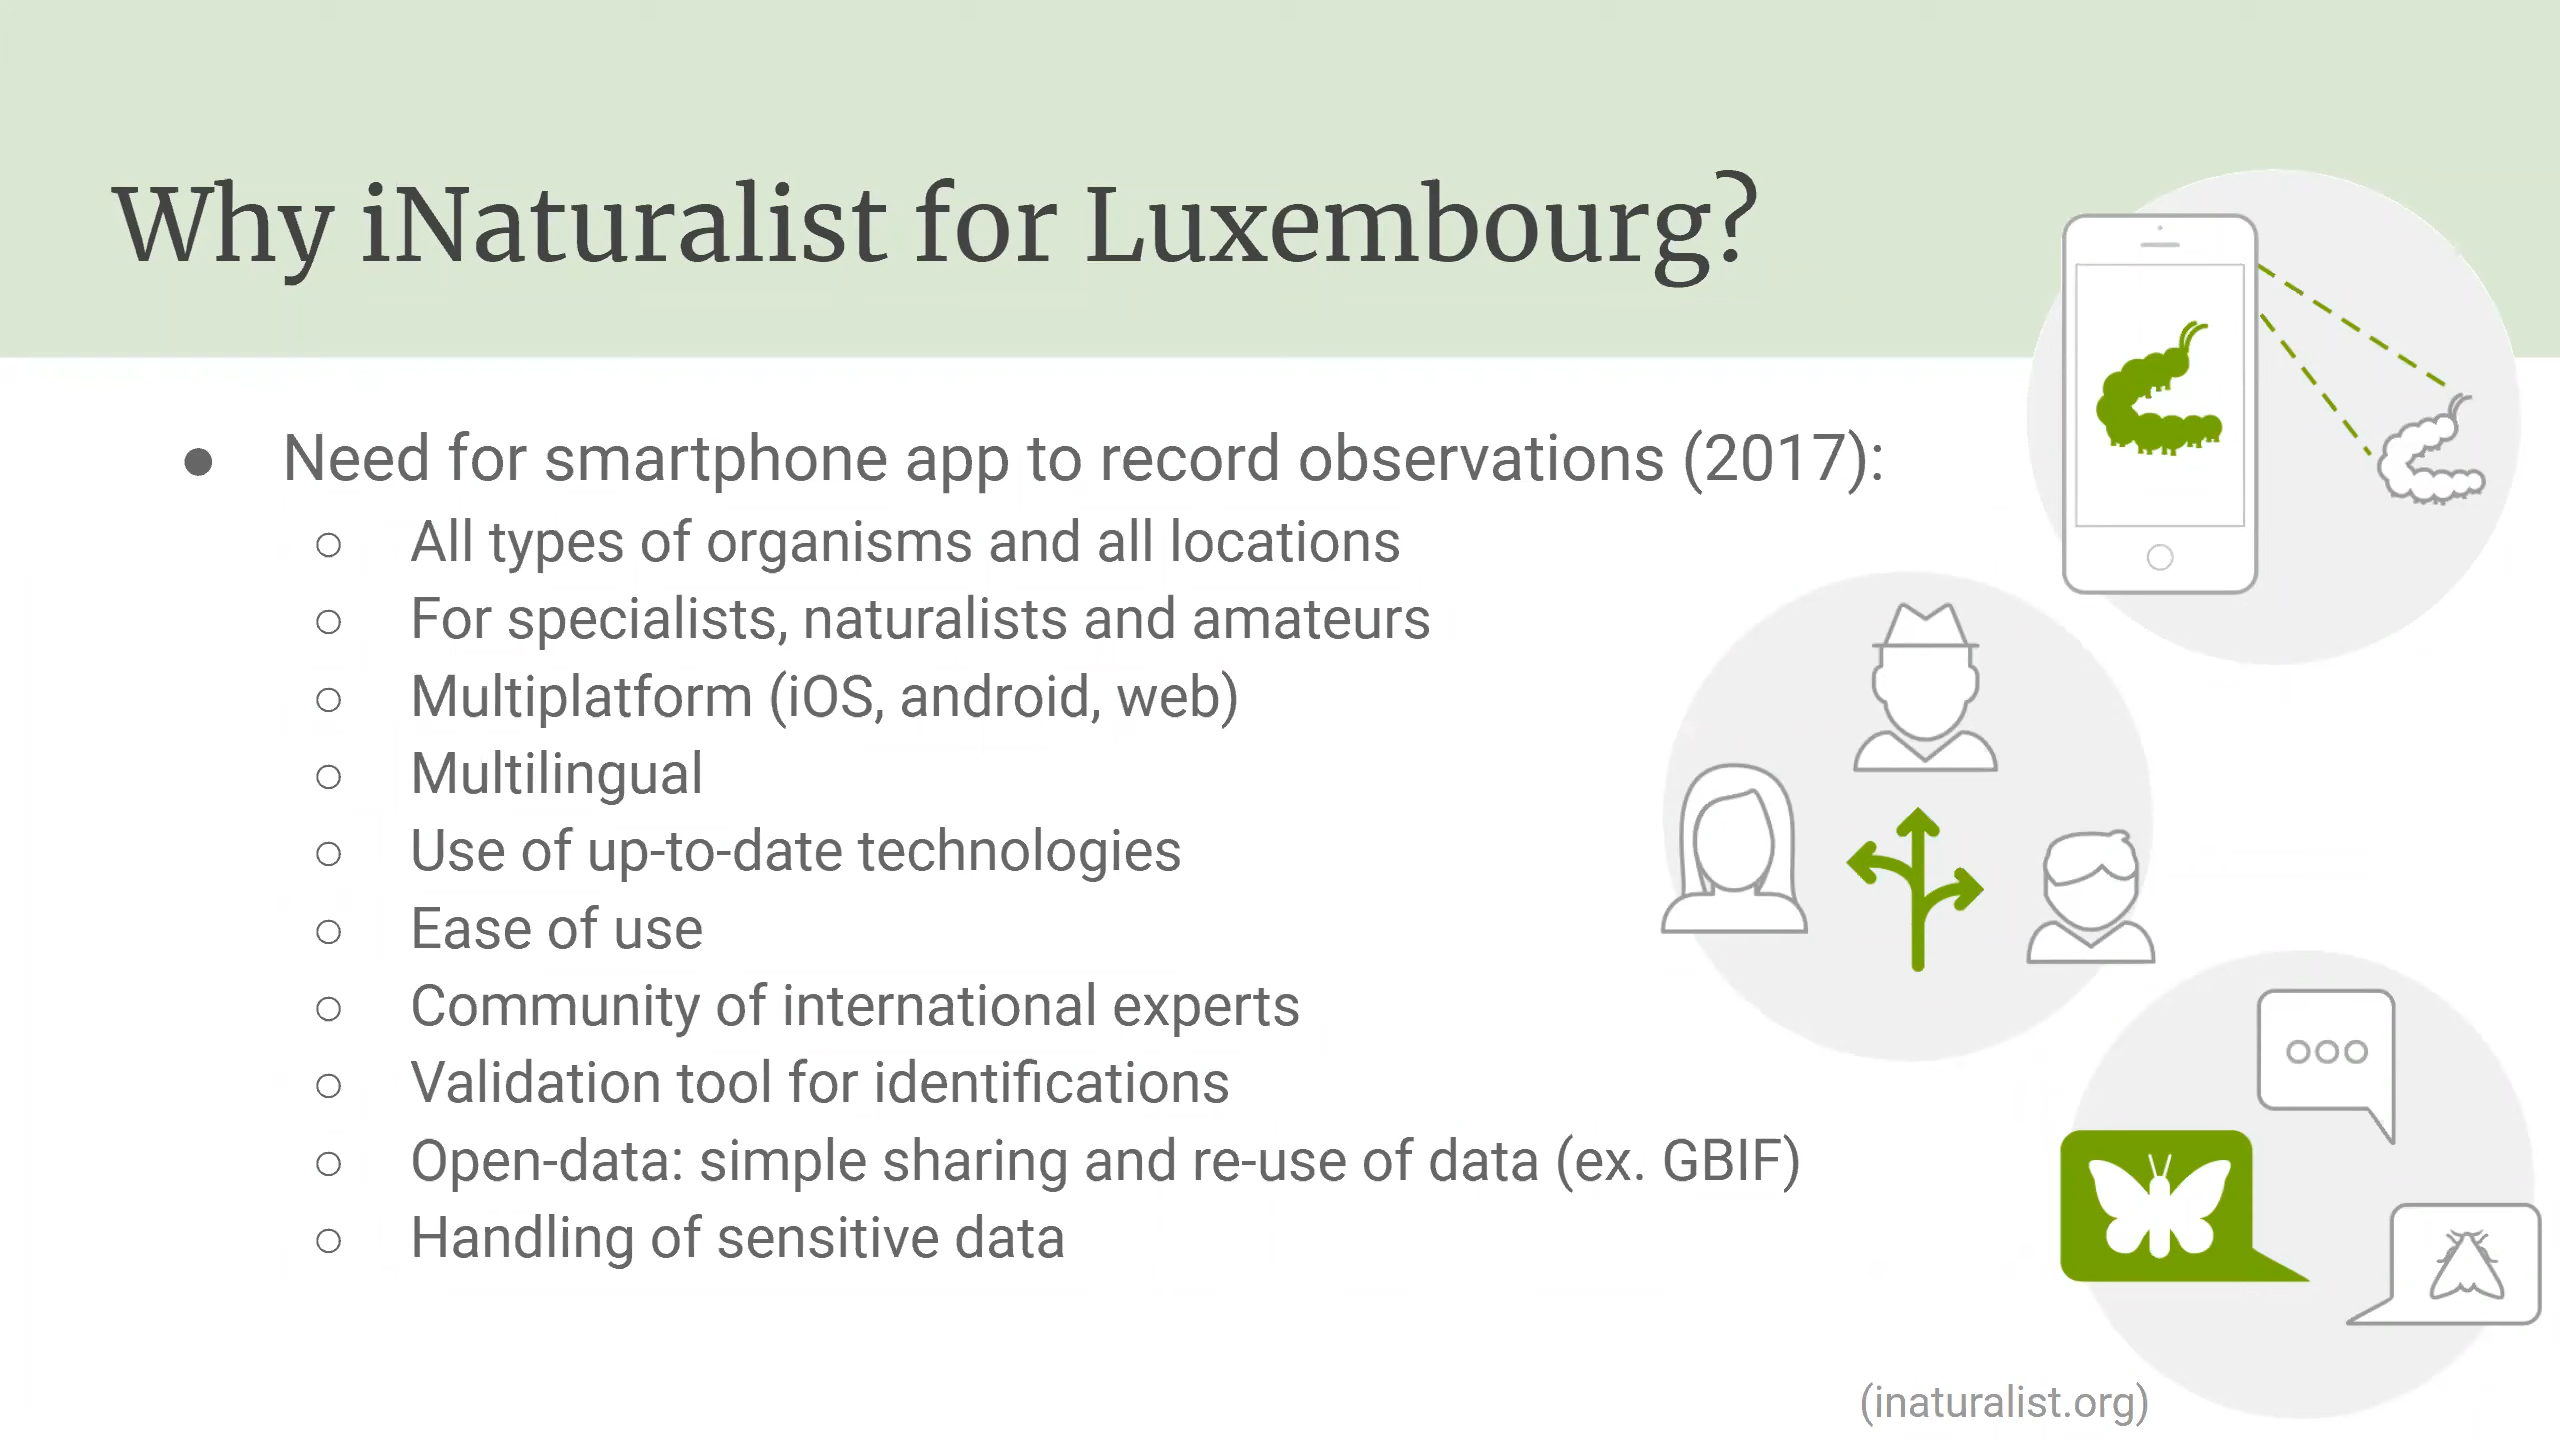 Why iNaturalist for Luxembourg?
● Need for smartphone app to record observations (2017):
○ All types of organisms and all locations
○ For specialists, naturalists and amateurs
○ Multiplatform (iOS, android, web)
○ Multilingual
○ Use of up-to-date technologies
○ Ease of use
○ Community of international experts
○ Validation tool for identifications
○ Open-data: simple sharing and re-use of data (ex. GBIF)
○ Handling of sensitive data
(inaturalist.org)